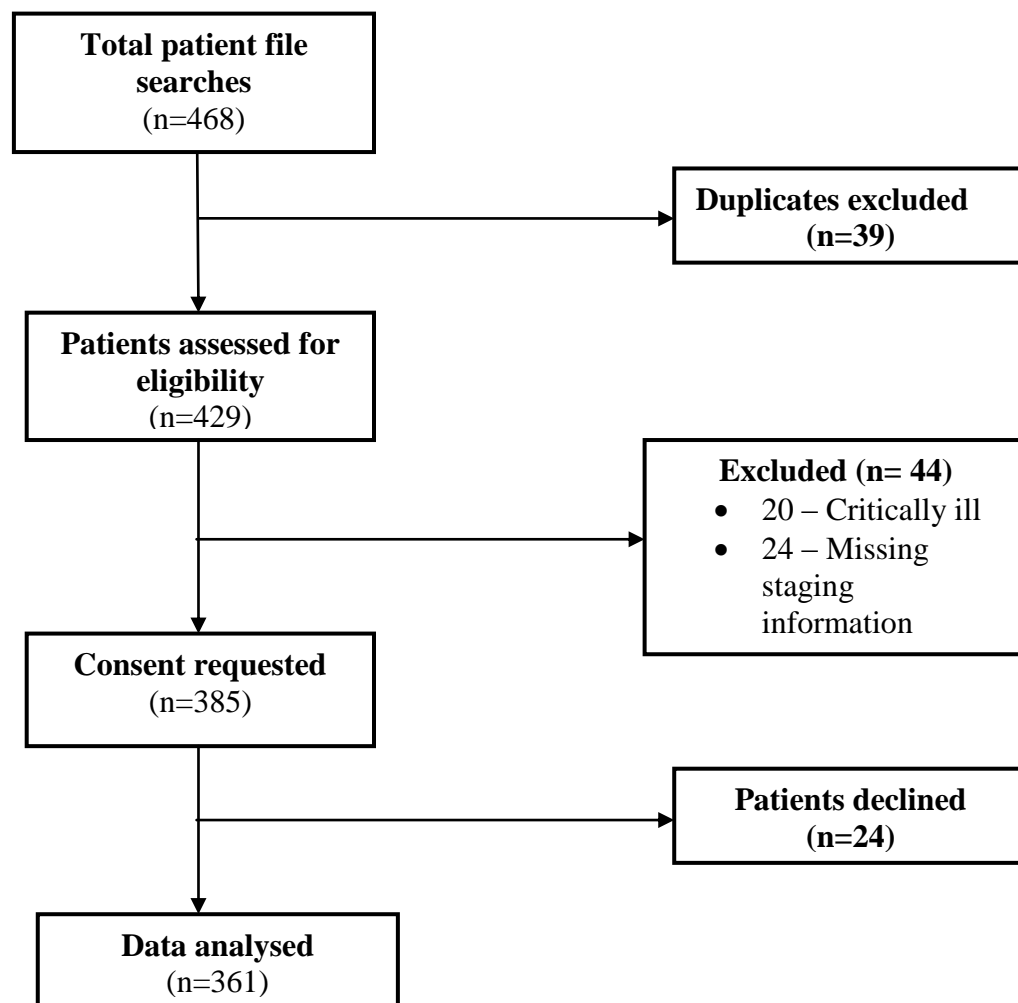 Total patient file
searches
(n=468)
Duplicates excluded
(n=39)
Patients assessed for
eligibility
(n=429)
Excluded (n= 44)
• 20 – Critically ill
• 24 – Missing
staging
information
Consent requested
(n=385)
Patients declined
(n=24)
Data analysed
(n=361)